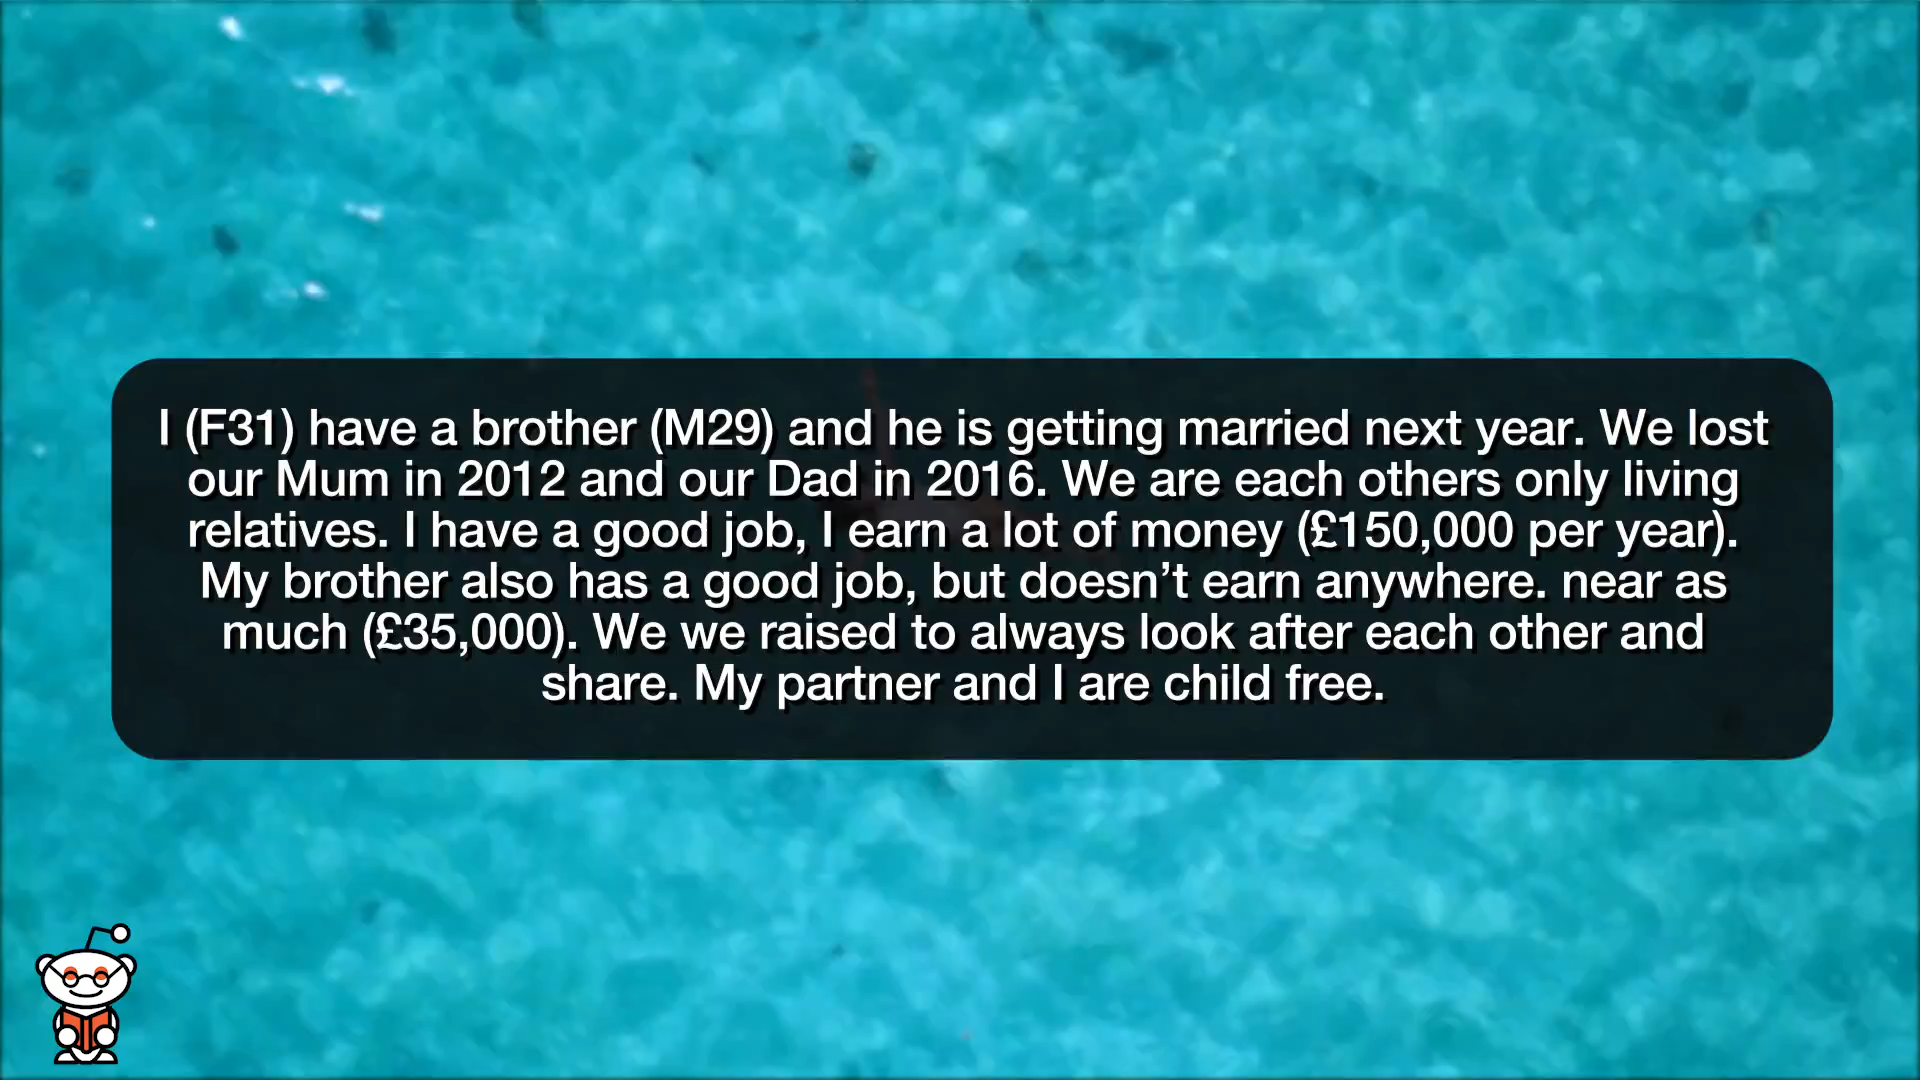 I (F31) have a brother (M29) and he is getting married next year. We lost
our Mum in 2012 and our Dad in 2016. We are each others only living
relatives. I have a good job, I earn a lot of money (£150,000 per year).
My brother also has a good job, but doesn’t earn anywhere. near as
much (£35,000). We we raised to always look after each other and
share. My partner and I are child free.